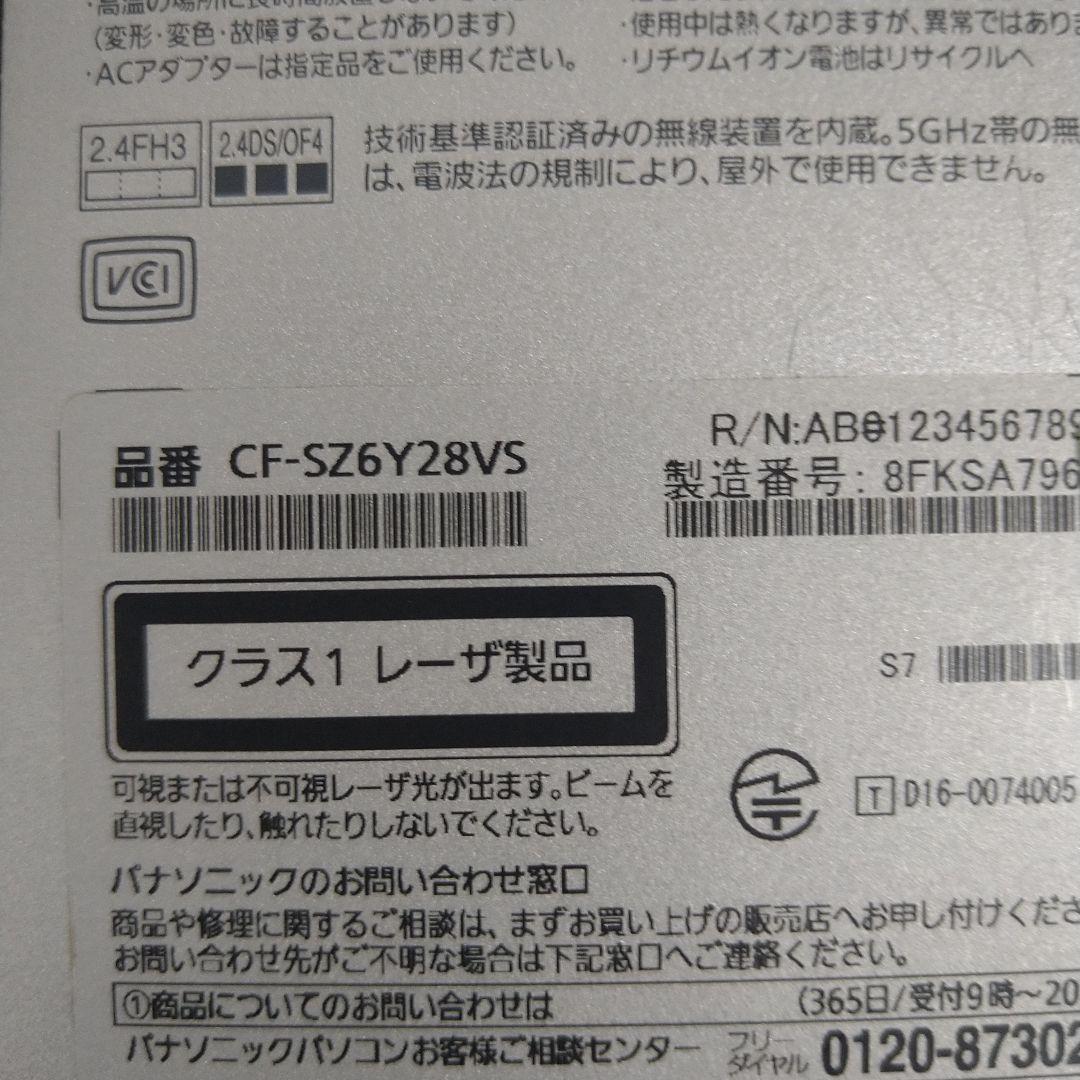 (変形・変色・故障することがあります)
・使用中は熱くなりますが、異常ではあり
・ACアダプターは指定品をご使用ください。
・リチウムイオン電池はリサイクルへ
2.4FH3
2.4DS/OF4
技術基準認証済みの無線装置を内蔵。5GHz帯の無
は、電波法の規制により、屋外で使用できません。
VCCI
品番 CF-SZ6Y28VS
R/N:AB0123456789
製造番号: 8FKSA796
クラス1 レーザ製品
S7
可視または不可視レーザ光が出ます。ビームを
直視したり、触れたりしないでください。
T D16-0074005
パナソニックのお問い合わせ窓口
商品や修理に関するご相談は、まずお買い上げの販売店へお申し付けくださ
お問い合わせ先がご不明な場合は下記窓口へご連絡ください。
①商品についてのお問い合わせは
(365日/受付9時~20
パナソニックパソコンお客様ご相談センター
フリーダイヤル 0120-87302